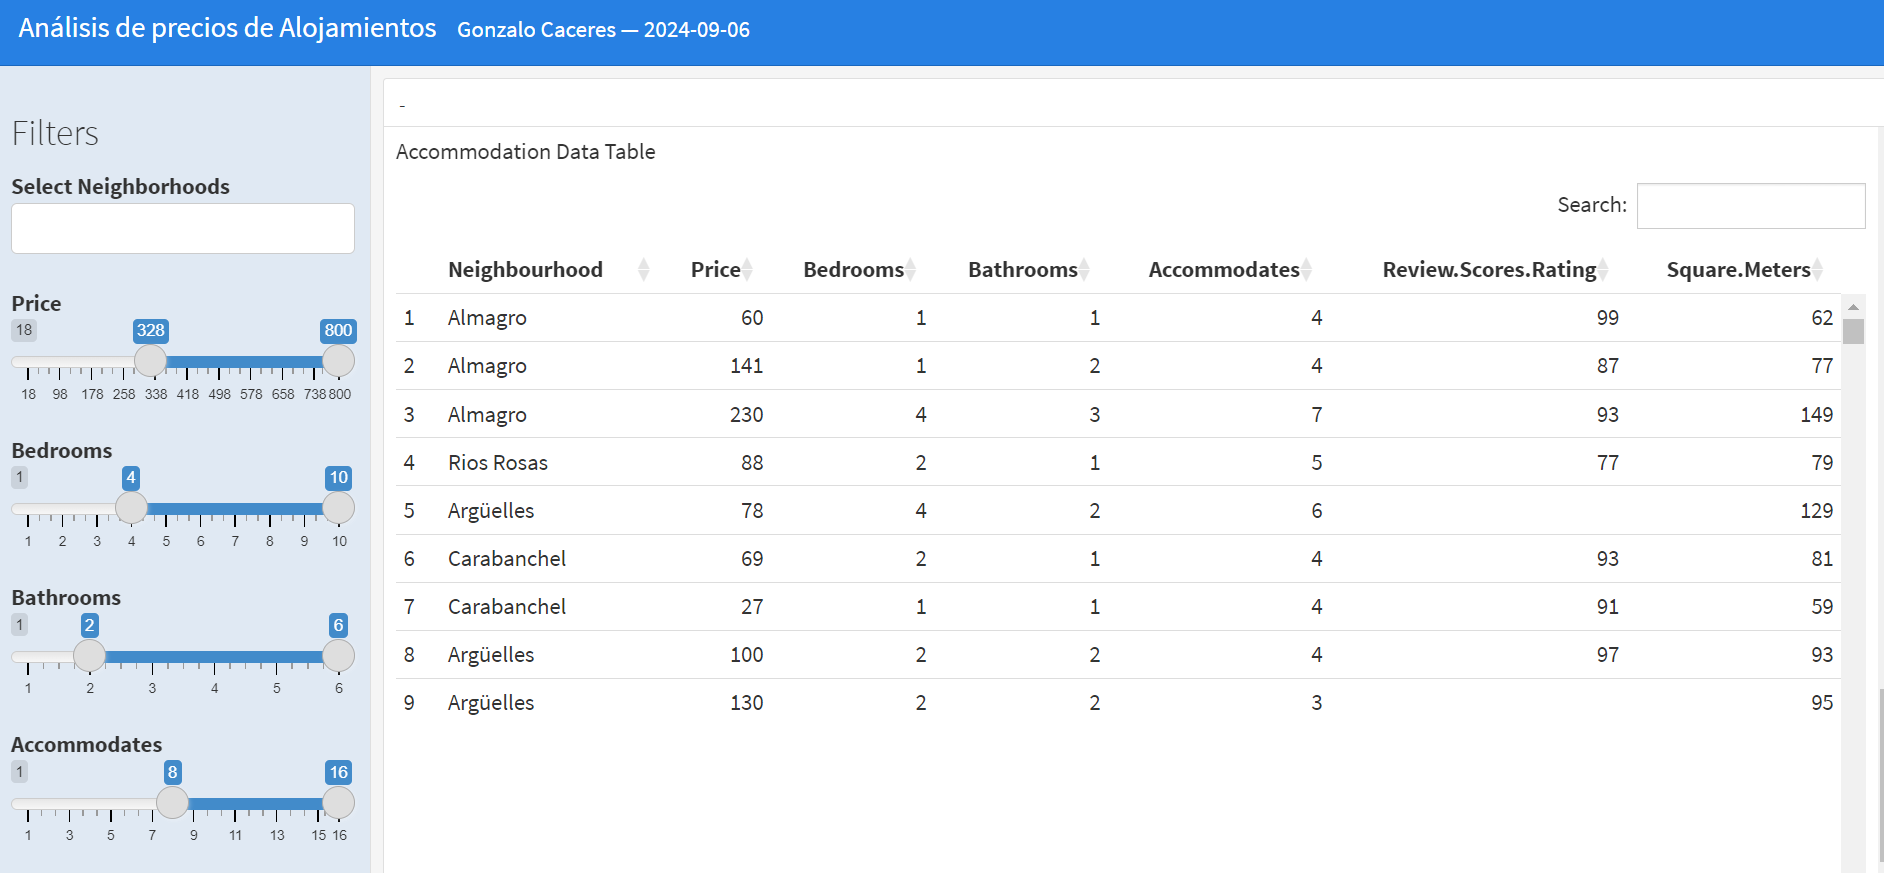 Análisis de precios de Alojamientos Gonzalo Caceres — 2024-09-06
Filters
Select Neighborhoods
Price
18 328 800
18 98 178 258 338 418 498 578 658 738 800
Bedrooms
1 4 10
1 2 3 4 5 6 7 8 9 10
Bathrooms
1 2 6
1 2 3 4 5 6
Accommodates
1 8 16
1 3 5 7 9 11 13 15 16
-
Accommodation Data Table
Search:
Neighbourhood Price Bedrooms Bathrooms Accommodates Review.Scores.Rating Square.Meters
1 Almagro 60 1 1 4 99 62
2 Almagro 141 1 2 4 87 77
3 Almagro 230 4 3 7 93 149
4 Rios Rosas 88 2 1 5 77 79
5 Argüelles 78 4 2 6 129
6 Carabanchel 69 2 1 4 93 81
7 Carabanchel 27 1 1 4 91 59
8 Argüelles 100 2 2 4 97 93
9 Argüelles 130 2 2 3 95